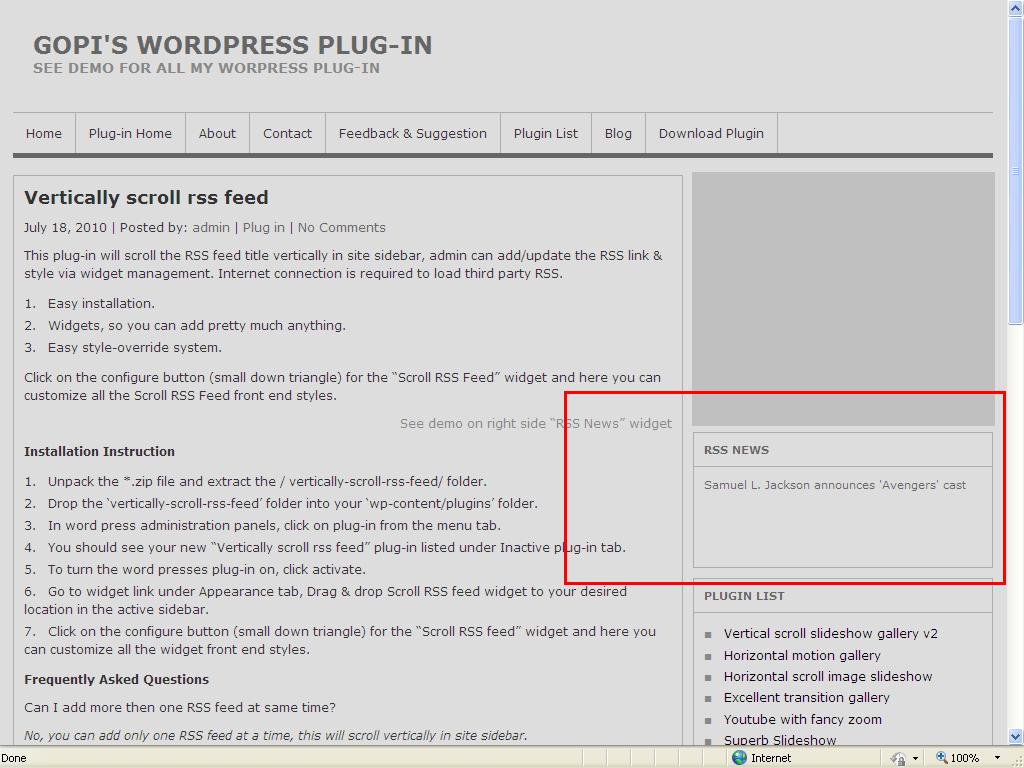 GOPI'S WORDPRESS PLUG-IN
SEE DEMO FOR ALL MY WORPRESS PLUG-IN
Home
Plug-in Home
About
Contact
Feedback & Suggestion
Plugin List
Blog
Download Plugin
Vertically scroll rss feed
July 18, 2010 | Posted by: admin | Plug in | No Comments
This plug-in will scroll the RSS feed title vertically in site sidebar, admin can add/update the RSS link &
style via widget management. Internet connection is required to load third party RSS.
1. Easy installation.
2. Widgets, so you can add pretty much anything.
3. Easy style-override system.
Click on the configure button (small down triangle) for the “Scroll RSS Feed” widget and here you can
customize all the Scroll RSS Feed front end styles.
See demo on right side “RSS News” widget
Installation Instruction
1. Unpack the *.zip file and extract the / vertically-scroll-rss-feed/ folder.
2. Drop the ‘vertically-scroll-rss-feed’ folder into your ‘wp-content/plugins’ folder.
3. In word press administration panels, click on plug-in from the menu tab.
4. You should see your new “Vertically scroll rss feed” plug-in listed under Inactive plug-in tab.
5. To turn the word presses plug-in on, click activate.
6. Go to widget link under Appearance tab, Drag & drop Scroll RSS feed widget to your desired
location in the active sidebar.
7. Click on the configure button (small down triangle) for the “Scroll RSS feed” widget and here you
can customize all the widget front end styles.
Frequently Asked Questions
Can I add more then one RSS feed at same time?
No, you can add only one RSS feed at a time, this will scroll vertically in site sidebar.
RSS NEWS
Samuel L. Jackson announces 'Avengers' cast
PLUGIN LIST
Vertical scroll slideshow gallery v2
Horizontal motion gallery
Horizontal scroll image slideshow
Excellent transition gallery
Youtube with fancy zoom
Superb Slideshow
Done
Internet
100%